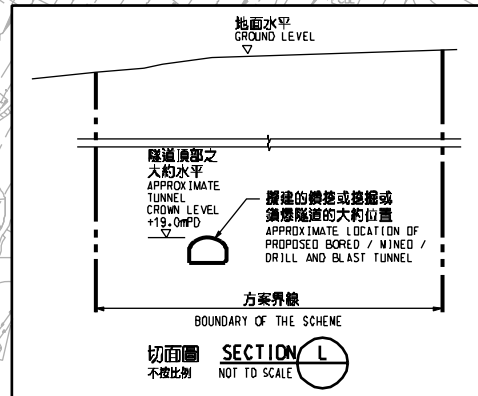 地面水平
GROUND LEVEL
隧道頂部之
大約水平
APPROXIMATE
TUNNEL
CROWN LEVEL
+19.0mPD
擬建的鑽挖或挖掘或
鑽爆隧道的大約位置
APPROXIMATE LOCATION OF
PROPOSED BORED / MINED /
DRILL AND BLAST TUNNEL
方案界線
BOUNDARY OF THE SCHEME
切面圖 SECTION L
不按比例 NOT TO SCALE